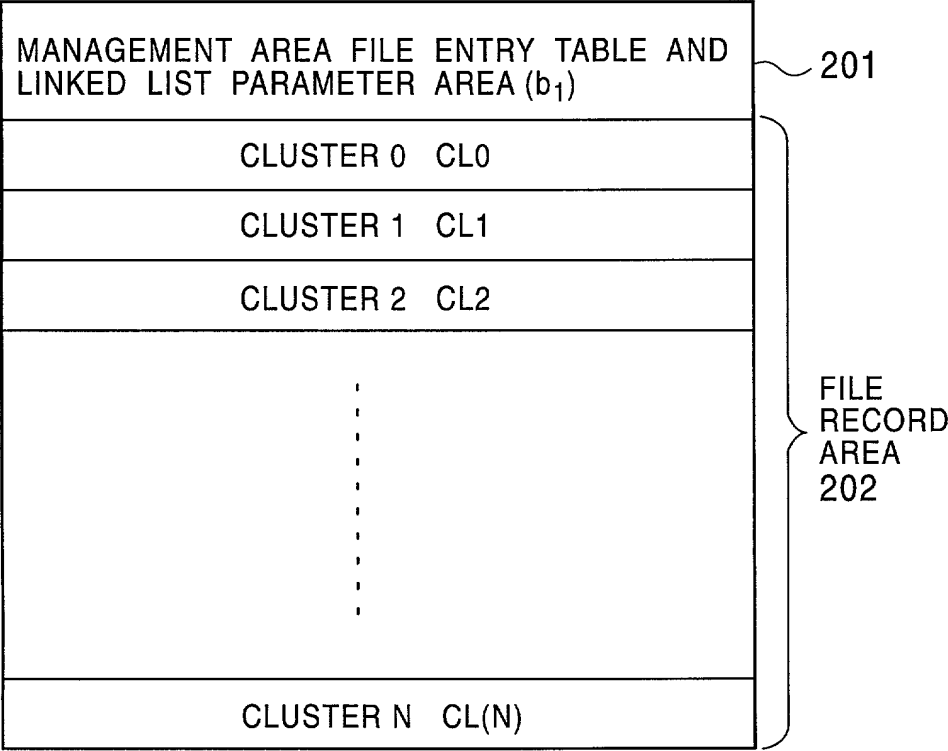 MANAGEMENT AREA FILE ENTRY TABLE AND
LINKED LIST PARAMETER AREA (b1)
201
CLUSTER 0 CL0
CLUSTER 1 CL1
CLUSTER 2 CL2
FILE
RECORD
AREA
202
CLUSTER N CL(N)